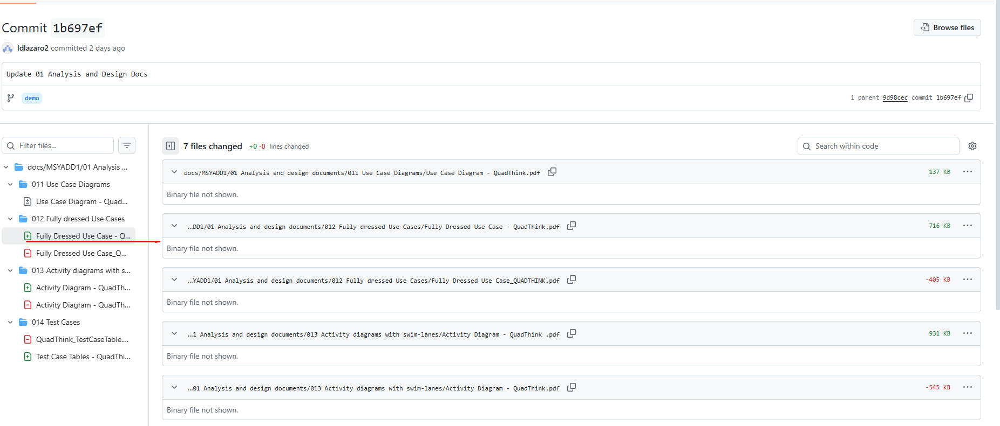 Commit 1b697ef
Browse files
ldlazaro2 committed 2 days ago
Update 01 Analysis and Design Docs
demo
1 parent 9d98cec commit 1b697ef
Filter files...
7 files changed +0 -0 lines changed
Search within code
docs/MSYADD1/01 Analysis ...
011 Use Case Diagrams
Use Case Diagram - Quad...
012 Fully dressed Use Cases
Fully Dressed Use Case - Q...
Fully Dressed Use Case_Q...
013 Activity diagrams with s...
Activity Diagram - QuadTh...
Activity Diagram - QuadTh...
014 Test Cases
QuadThink_TestCaseTable....
Test Case Tables - QuadThi...
docs/MSYADD1/01 Analysis and design documents/011 Use Case Diagrams/Use Case Diagram - QuadThink.pdf
137 KB
Binary file not shown.
...DD1/01 Analysis and design documents/012 Fully dressed Use Cases/Fully Dressed Use Case - QuadThink.pdf
716 KB
Binary file not shown.
...YADD1/01 Analysis and design documents/012 Fully dressed Use Cases/Fully Dressed Use Case_QUADTHINK.pdf
-405 KB
Binary file not shown.
...1 Analysis and design documents/013 Activity diagrams with swim-lanes/Activity Diagram - QuadThink .pdf
931 KB
Binary file not shown.
...01 Analysis and design documents/013 Activity diagrams with swim-lanes/Activity Diagram - QuadThink.pdf
-545 KB
Binary file not shown.